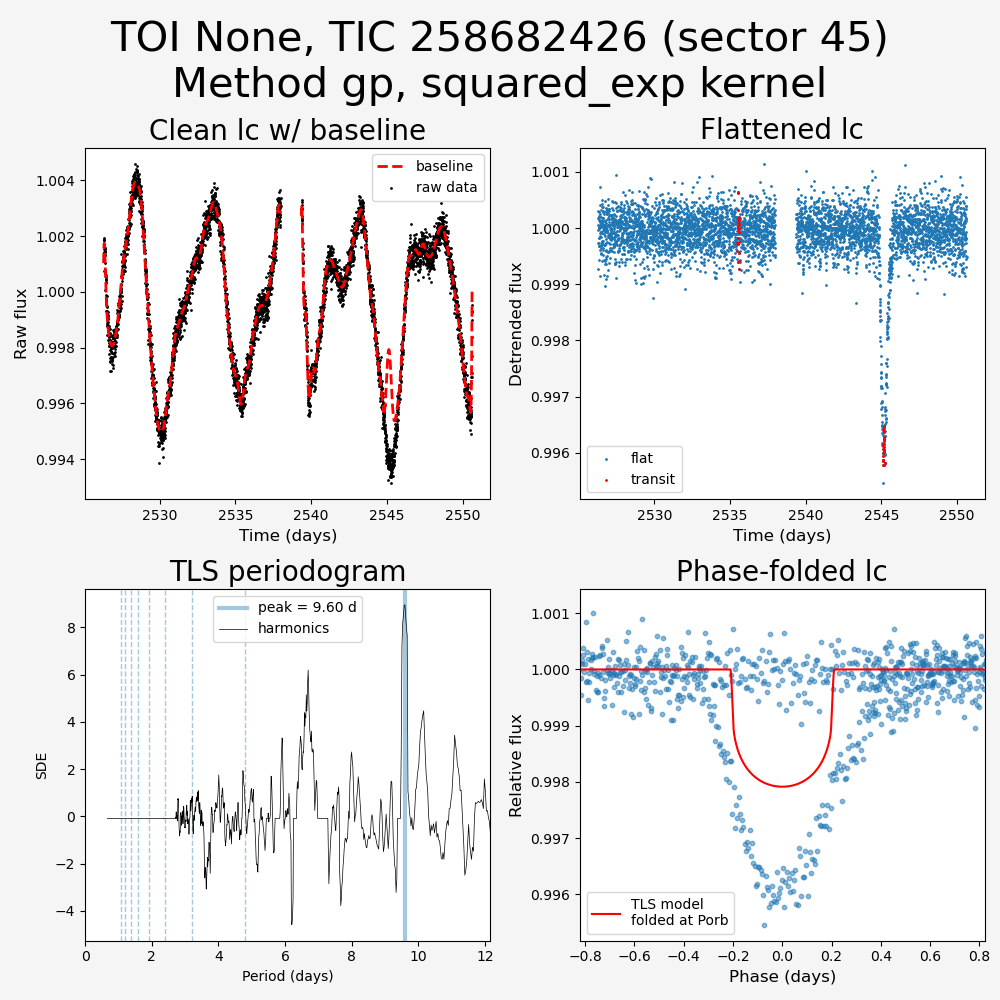 TOI None, TIC 258682426 (sector 45)
Method gp, squared_exp kernel
Clean lc w/ baseline
baseline
raw data
1.004
1.002
1.000
0.998
0.996
0.994
Raw flux
2530 2535 2540 2545 2550
Time (days)
Flattened lc
1.001
1.000
0.999
0.998
0.997
0.996
Detrended flux
flat
transit
2530 2535 2540 2545 2550
Time (days)
TLS periodogram
peak = 9.60 d
harmonics
8
6
4
2
0
−2
−4
SDE
0 2 4 6 8 10 12
Period (days)
Phase-folded lc
1.001
1.000
0.999
0.998
0.997
0.996
Relative flux
TLS model
folded at Porb
−0.8 −0.6 −0.4 −0.2 0.0 0.2 0.4 0.6 0.8
Phase (days)